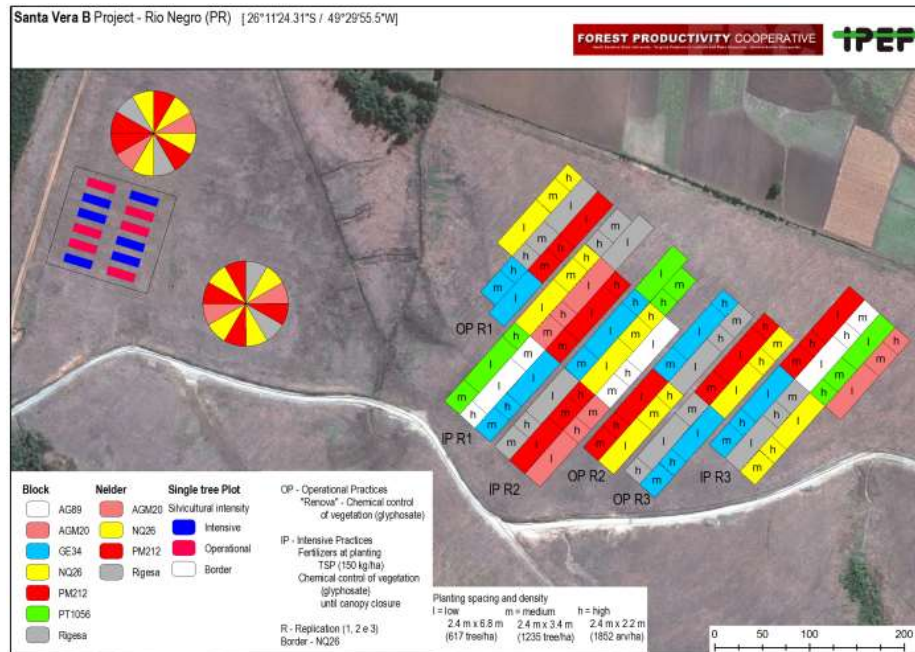 Santa Vera B Project - Rio Negro (PR) [26°11'24.31"S / 49°29'55.5"W]
FOREST PRODUCTIVITY COOPERATIVE
IPEF
OP R1
IP R1
IP R2
OP R2
OP R3
IP R3
Block
AG89
AGM20
GE34
NQ26
PM212
PT1056
Rigesa
Nelder
AGM20
NQ26
PM212
Rigesa
Single tree Plot
Silvicultural intensity
Intensive
Operational
Border
OP - Operational Practices
"Renova" - Chemical control
of vegetation (glyphosate)
IP - Intensive Practices
Fertilizers at planting
TSP (150 kg/ha)
Chemical control of vegetation
(glyphosate)
until canopy closure
R - Replication (1, 2 e 3)
Border - NQ26
Planting spacing and density
l = low m = medium h = high
2.4 m x 6.8 m 2.4 m x 3.4 m 2.4 m x 2.2 m
(617 tree/ha) (1235 tree/ha) (1852 arv/ha)
0 50 100 150 200